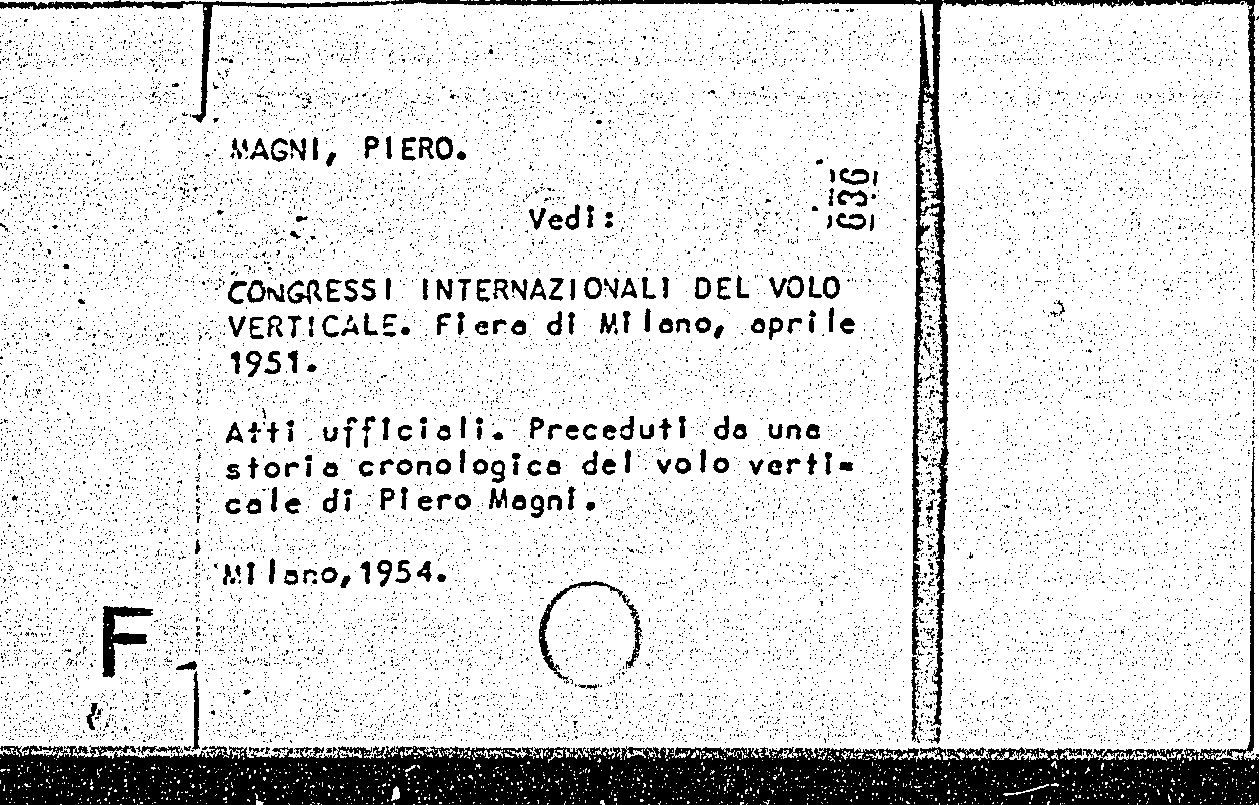 MAGNI, PIERO.
Vedi:
CONGRESSI INTERNAZIONALI DEL VOLO
VERTICALE. Fiera di Milano, aprile
1951.
Atti ufficiali. Preceduti da una
storia cronologica del volo verti=
cale di Piero Magni.
Milano, 1954.
F